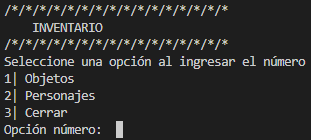 /*/*/*/*/*/*/*/*/*/*/*/*/*/*
INVENTARIO
/*/*/*/*/*/*/*/*/*/*/*/*/*/*
Seleccione una opción al ingresar el número
1| Objetos
2| Personajes
3| Cerrar
Opción número: